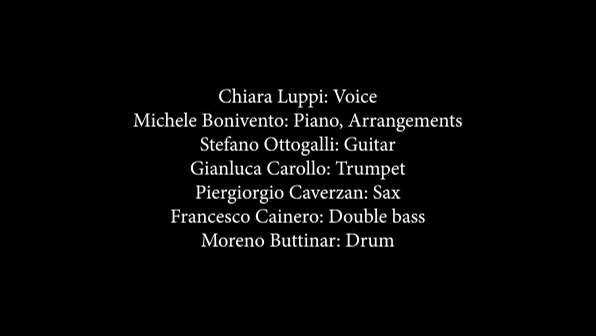 Chiara Luppi: Voice
Michele Bonivento: Piano, Arrangements
Stefano Ottogalli: Guitar
Gianluca Carollo: Trumpet
Piergiorgio Caverzan: Sax
Francesco Cainero: Double bass
Moreno Buttinar: Drum